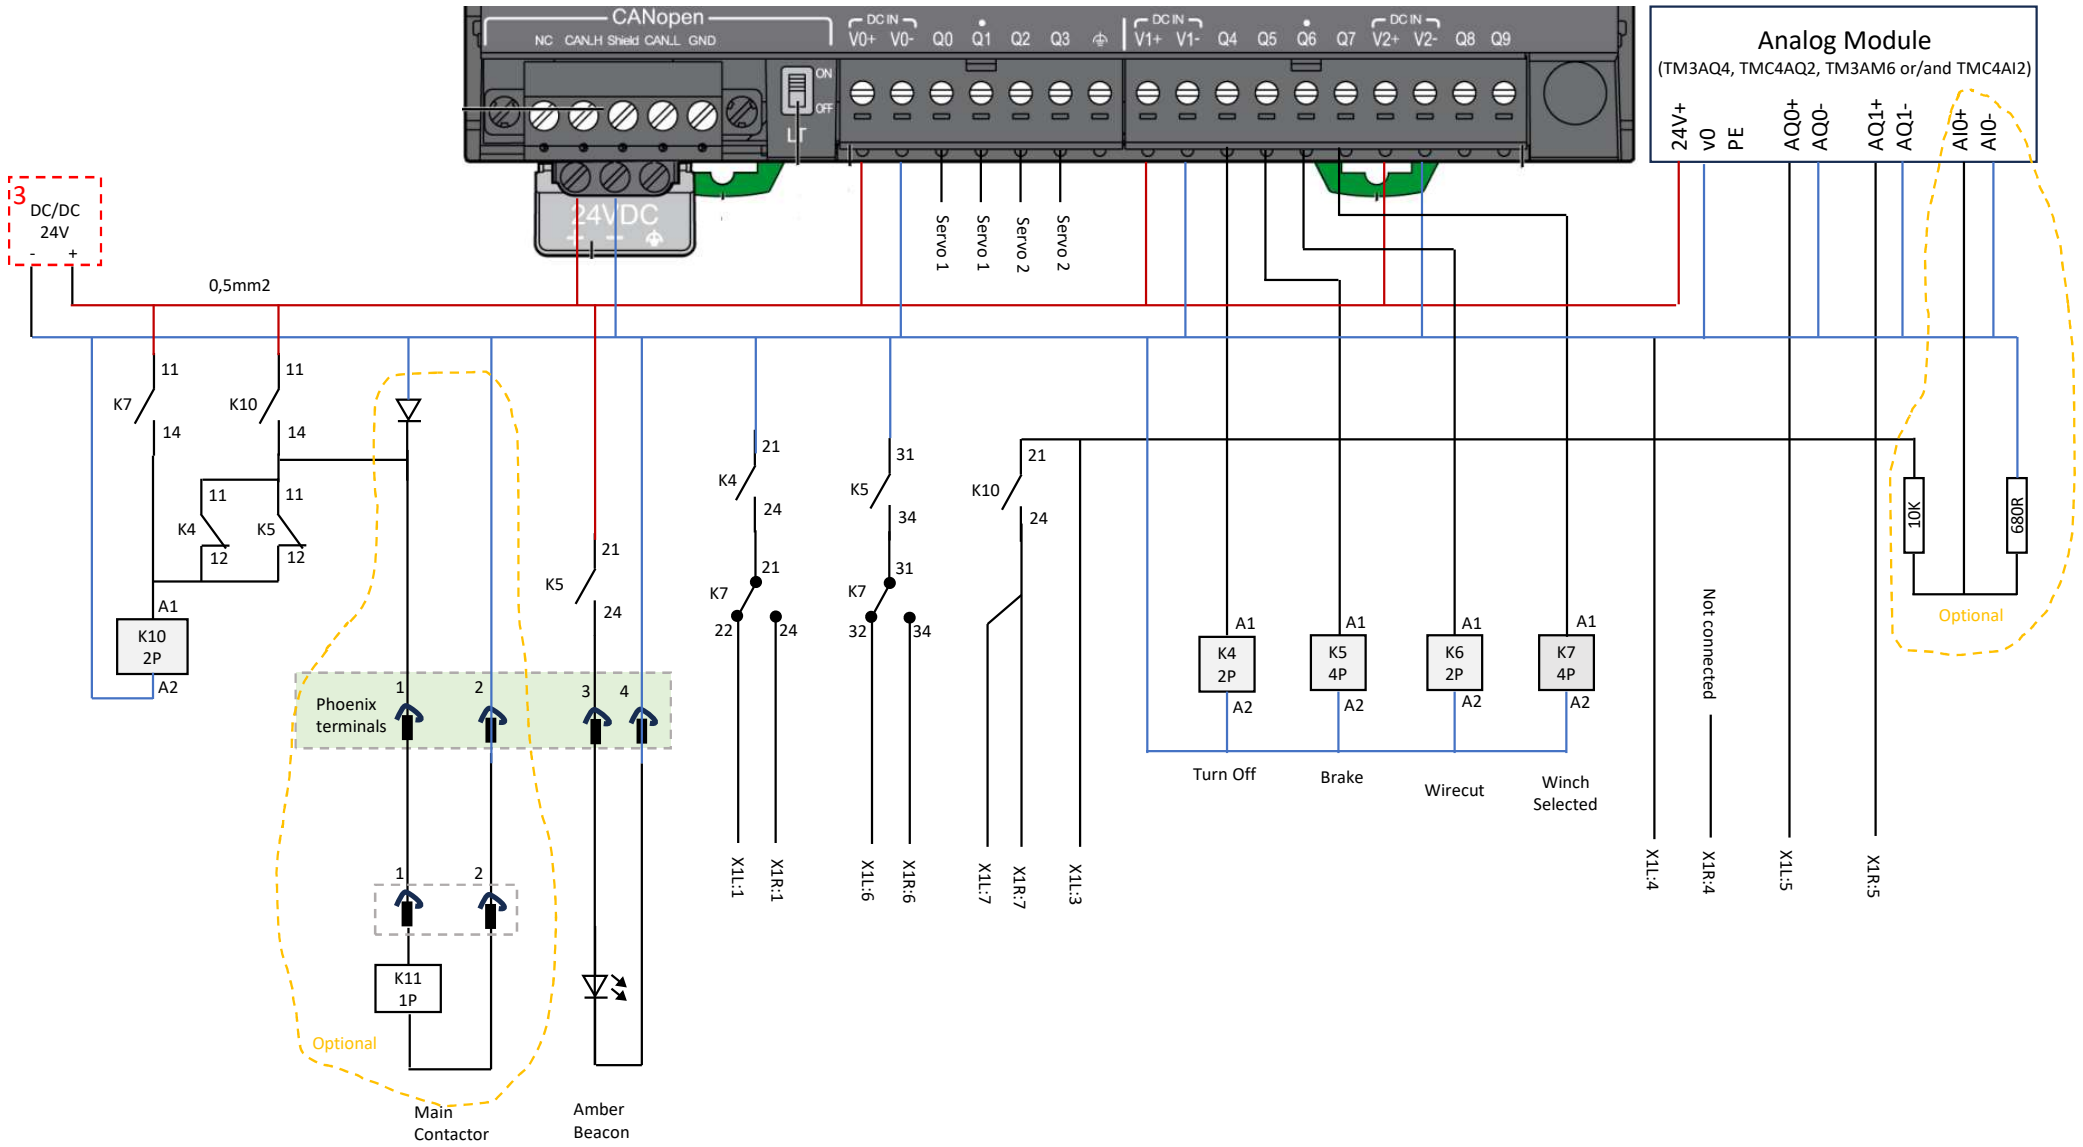 CANopen
NC CAN_H Shield CAN_L GND
ON
OFF
LT
DC IN
V0+ V0- Q0 Q1 Q2 Q3
DC IN
V1+ V1- Q4 Q5 Q6 Q7
DC IN
V2+ V2- Q8 Q9
24VDC
Analog Module
(TM3AQ4, TMC4AQ2, TM3AM6 or/and TMC4AI2)
24V+
v0
PE
AQ0+
AQ0-
AQ1+
AQ1-
AI0+
AI0-
3
DC/DC
24V
- +
0,5mm2
Servo 1
Servo 1
Servo 2
Servo 2
11
K7
14
11
K10
14
11
K4
12
11
K5
12
A1
K10
2P
A2
21
K5
24
21
K4
24
21
K7
22
24
31
K5
34
31
K7
32
34
21
K10
24
10K
680R
Optional
Phoenix
terminals
1
2
3
4
1
2
K11
1P
Optional
Main
Contactor
Amber
Beacon
X1L:1
X1R:1
X1L:6
X1R:6
X1L:7
X1R:7
X1L:3
A1
K4
2P
A2
Turn Off
A1
K5
4P
A2
Brake
A1
K6
2P
A2
Wirecut
A1
K7
4P
A2
Winch
Selected
Not connected
X1L:4
X1R:4
X1L:5
X1R:5